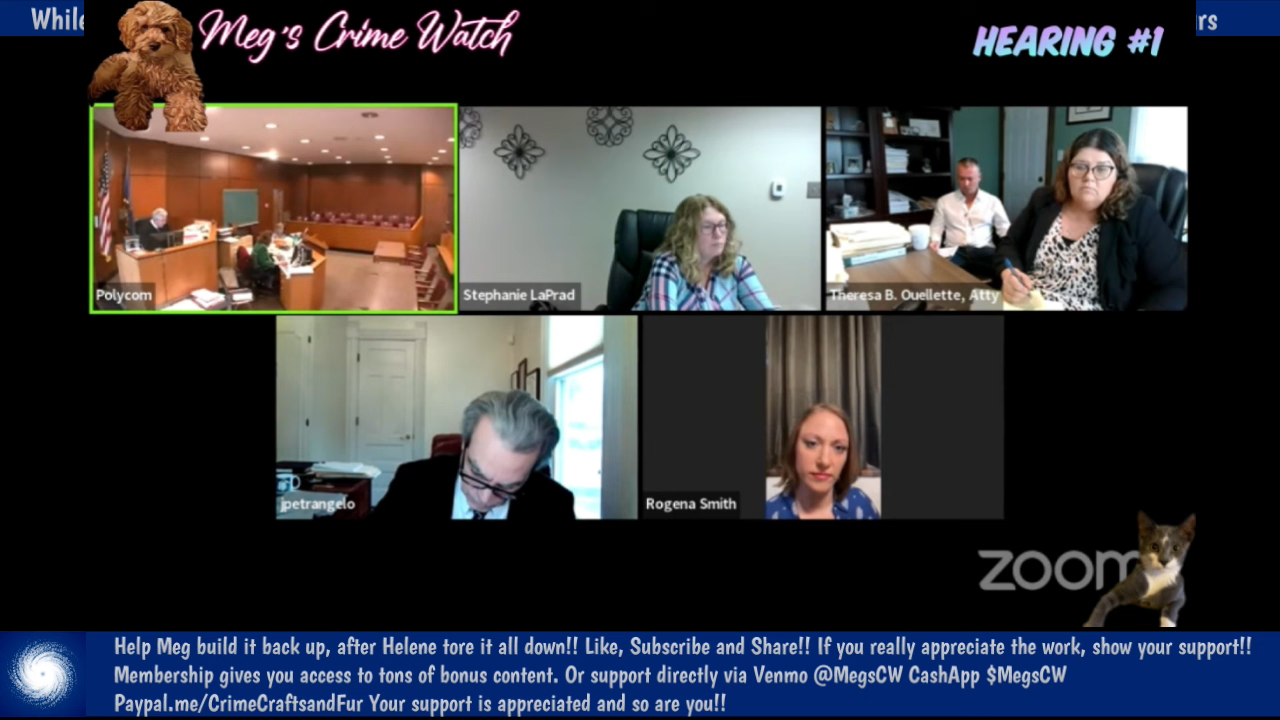 While
Meg's Crime Watch
HEARING #1
rs
Polycom
Stephanie LaPrad
Theresa B. Ouellette, Atty
jpetrangelo
Rogena Smith
zoom
Help Meg build it back up, after Helene tore it all down!! Like, Subscribe and Share!! If you really appreciate the work, show your support!!
Membership gives you access to tons of bonus content. Or support directly via Venmo @MegsCW CashApp $MegsCW
Paypal.me/CrimeCraftsandFur Your support is appreciated and so are you!!